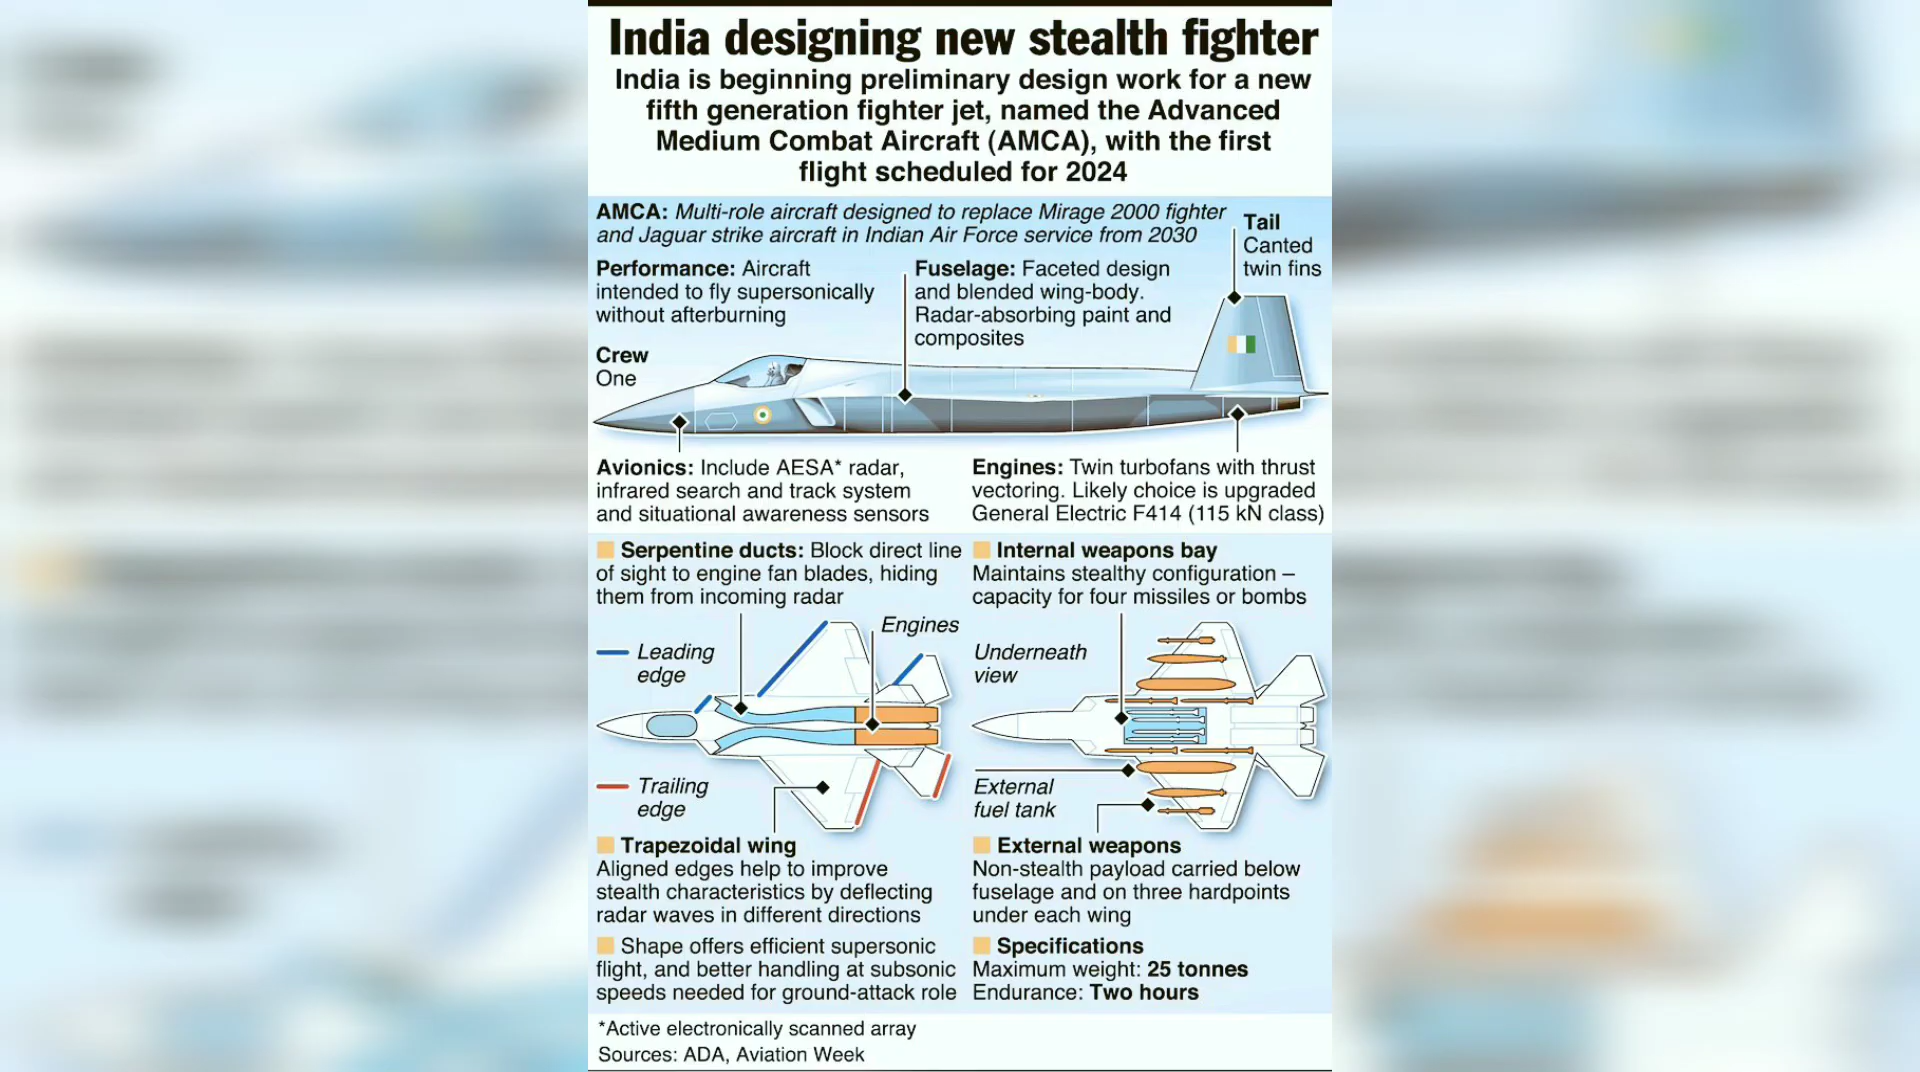 India designing new stealth fighter
India is beginning preliminary design work for a new
fifth generation fighter jet, named the Advanced
Medium Combat Aircraft (AMCA), with the first
flight scheduled for 2024
AMCA: Multi-role aircraft designed to replace Mirage 2000 fighter
and Jaguar strike aircraft in Indian Air Force service from 2030
Tail
Canted
twin fins
Performance: Aircraft
intended to fly supersonically
without afterburning
Fuselage: Faceted design
and blended wing-body.
Radar-absorbing paint and
composites
Crew
One
Avionics: Include AESA* radar,
infrared search and track system
and situational awareness sensors
Engines: Twin turbofans with thrust
vectoring. Likely choice is upgraded
General Electric F414 (115 kN class)
Serpentine ducts: Block direct line
of sight to engine fan blades, hiding
them from incoming radar
Internal weapons bay
Maintains stealthy configuration –
capacity for four missiles or bombs
Engines
Leading
edge
Underneath
view
Trailing
edge
External
fuel tank
Trapezoidal wing
Aligned edges help to improve
stealth characteristics by deflecting
radar waves in different directions
External weapons
Non-stealth payload carried below
fuselage and on three hardpoints
under each wing
Shape offers efficient supersonic
flight, and better handling at subsonic
speeds needed for ground-attack role
Specifications
Maximum weight: 25 tonnes
Endurance: Two hours
*Active electronically scanned array
Sources: ADA, Aviation Week